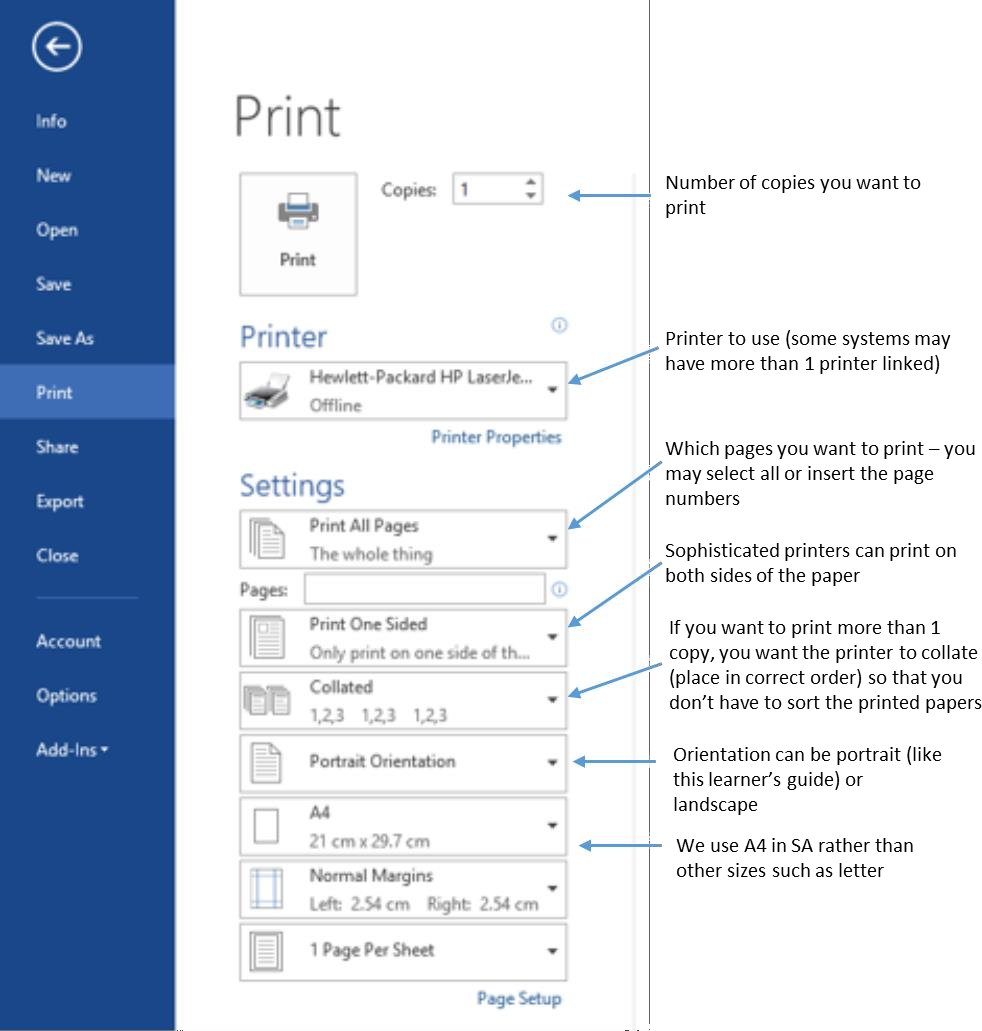 Info
New
Open
Save
Save As
Print
Share
Export
Close
Account
Options
Add-Ins
Print
Print
Copies: 1
Number of copies you want to
print
Printer
Hewlett-Packard HP LaserJe...
Offline
Printer Properties
Printer to use (some systems may
have more than 1 printer linked)
Settings
Print All Pages
The whole thing
Pages:
Which pages you want to print – you
may select all or insert the page
numbers
Print One Sided
Only print on one side of th...
Sophisticated printers can print on
both sides of the paper
Collated
1,2,3 1,2,3 1,2,3
If you want to print more than 1
copy, you want the printer to collate
(place in correct order) so that you
don’t have to sort the printed papers
Portrait Orientation
Orientation can be portrait (like
this learner’s guide) or
landscape
A4
21 cm x 29.7 cm
We use A4 in SA rather than
other sizes such as letter
Normal Margins
Left: 2.54 cm Right: 2.54 cm
1 Page Per Sheet
Page Setup